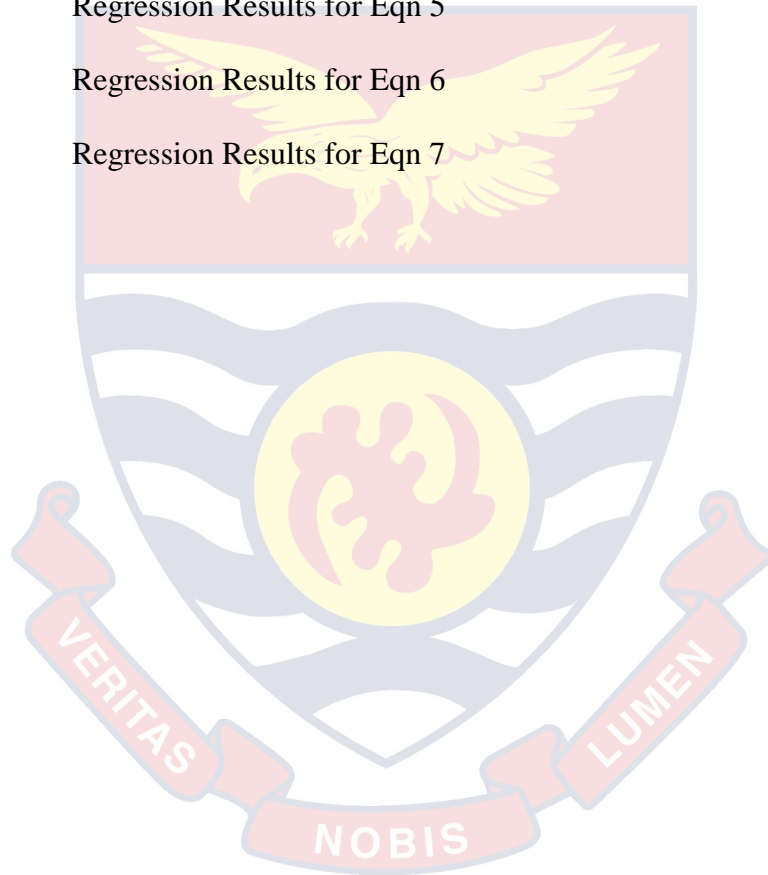 Regression Results for Eqn 5
Regression Results for Eqn 6
Regression Results for Eqn 7
VERITAS
NOBIS
LUMEN